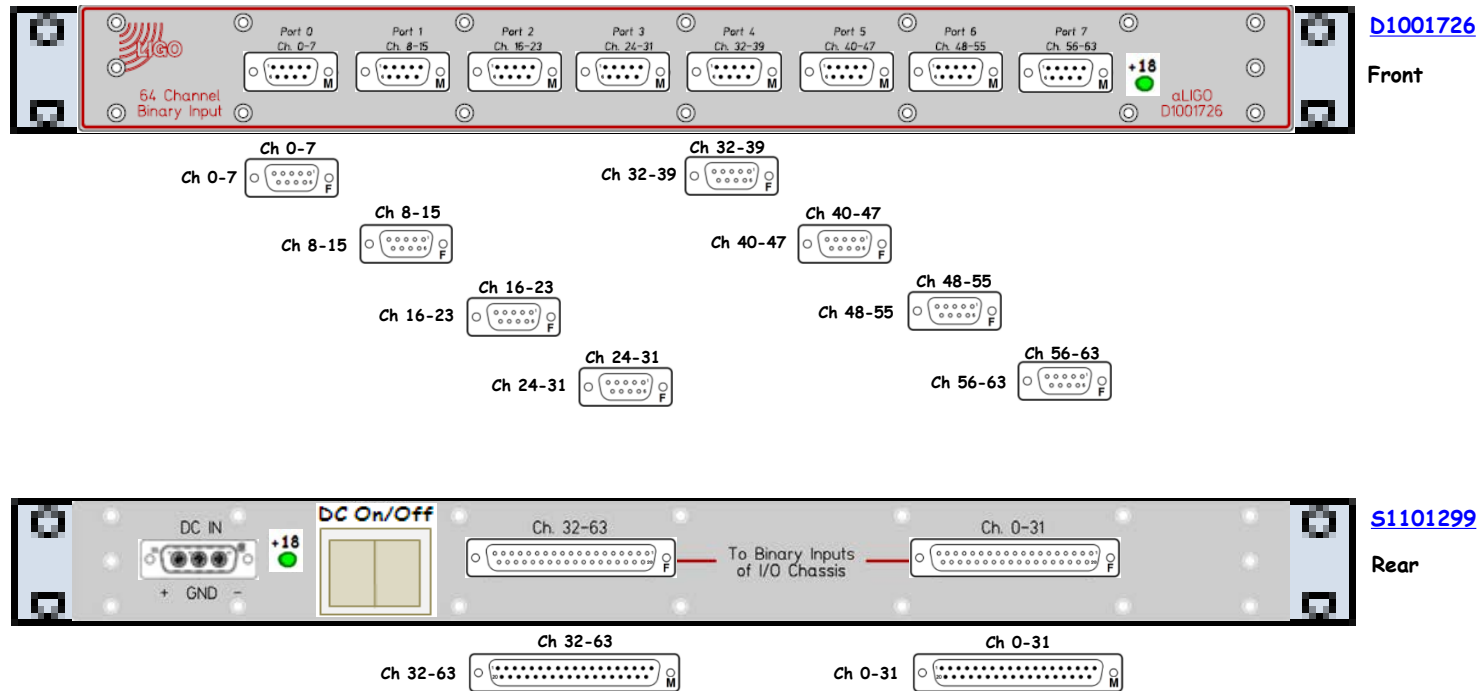 Port 0 Port 1 Port 2 Port 3 Port 4 Port 5 Port 6 Port 7
Ch. 0-7 Ch. 8-15 Ch. 16-23 Ch. 24-31 Ch. 32-39 Ch. 40-47 Ch. 48-55 Ch. 56-63
LIGO
M M M M M M M M
+18
64 Channel
Binary Input
aLIGO
D1001726
D1001726
Front
Ch 0-7
Ch 0-7
F
Ch 32-39
Ch 32-39
F
Ch 8-15
Ch 8-15
F
Ch 40-47
Ch 40-47
F
Ch 16-23
Ch 16-23
F
Ch 48-55
Ch 48-55
F
Ch 24-31
Ch 24-31
F
Ch 56-63
Ch 56-63
F
DC IN
+ GND -
+18
DC On/Off
Ch. 32-63
F
To Binary Inputs
of I/O Chassis
Ch. 0-31
F
S1101299
Rear
Ch 32-63
Ch 32-63
M
Ch 0-31
Ch 0-31
M